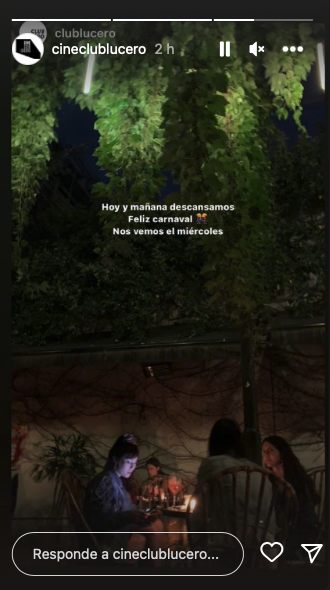 clublucero
cineclublucero 2 h
Hoy y mañana descansamos
Feliz carnaval 🎊
Nos vemos el miércoles
Responde a cineclublucero...